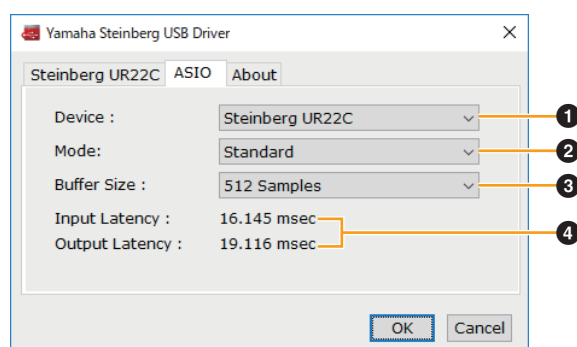 Yamaha Steinberg USB Driver
Steinberg UR22C ASIO About
Device : Steinberg UR22C 1
Mode: Standard 2
Buffer Size : 512 Samples 3
Input Latency : 16.145 msec
4
Output Latency : 19.116 msec
OK Cancel